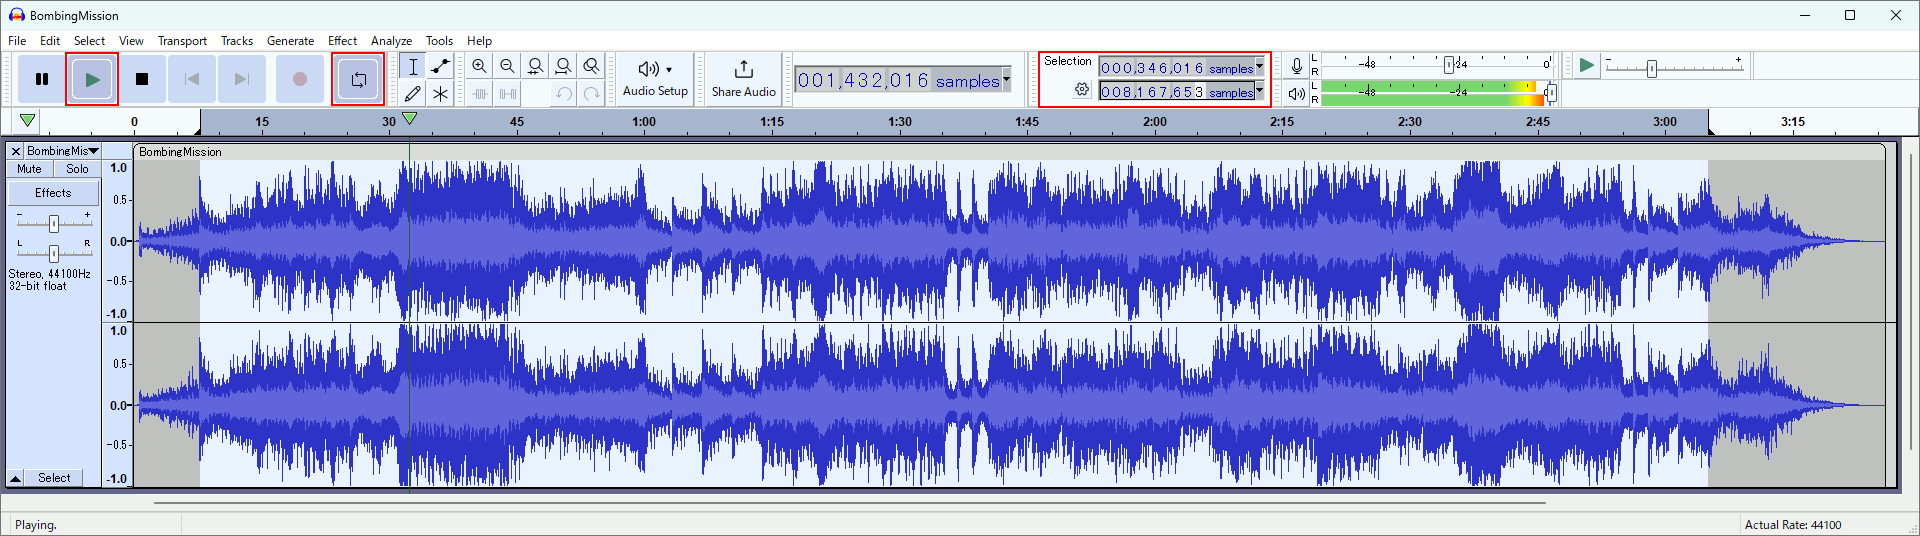 BombingMission
File Edit Select View Transport Tracks Generate Effect Analyze Tools Help
Audio Setup
Share Audio
001,432,016 samples
Selection
000,346,016 samples
008,167,653 samples
L
R
-48 -24 0
L
R
-48 -24 0
- +
0 15 30 45 1:00 1:15 1:30 1:45 2:00 2:15 2:30 2:45 3:00 3:15
BombingMis
BombingMission
Mute Solo
Effects
- +
L R
Stereo, 44100Hz
32-bit float
Select
1.0
0.5
0.0
-0.5
-1.0
1.0
0.5
0.0
-0.5
-1.0
Playing.
Actual Rate: 44100